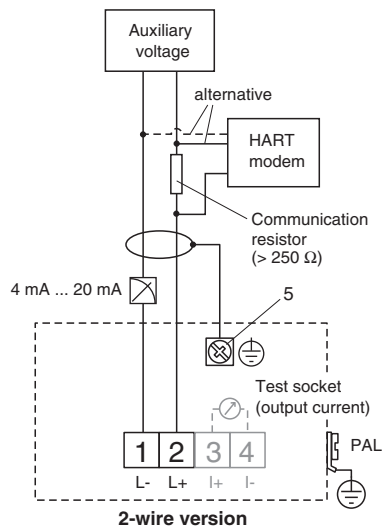 Auxiliary
voltage
alternative
HART
modem
Communication
resistor
(> 250 Ω)
4 mA ... 20 mA
5
Test socket
(output current)
1 2 3 4
L- L+ I+ I-
PAL
2-wire version